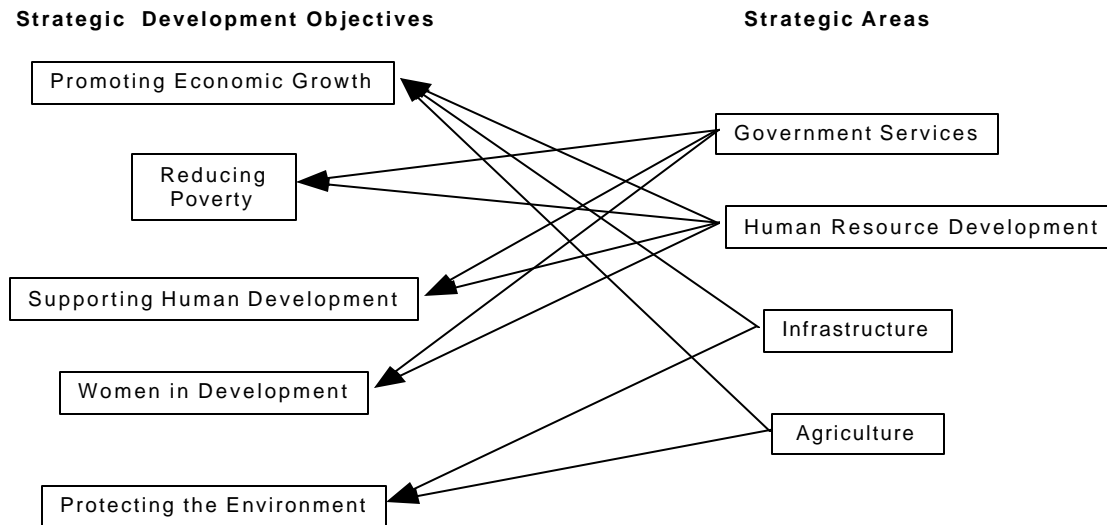 Strategic Development Objectives
Promoting Economic Growth
Reducing
Poverty
Supporting Human Development
Women in Development
Protecting the Environment
Strategic Areas
Government Services
Human Resource Development
Infrastructure
Agriculture